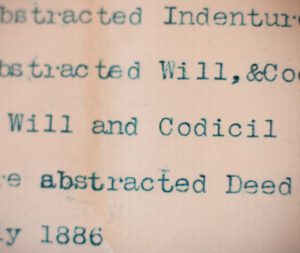 bstracted Indentur
bstracted Will,&Co
Will and Codicil
e abstracted Deed
y 1886